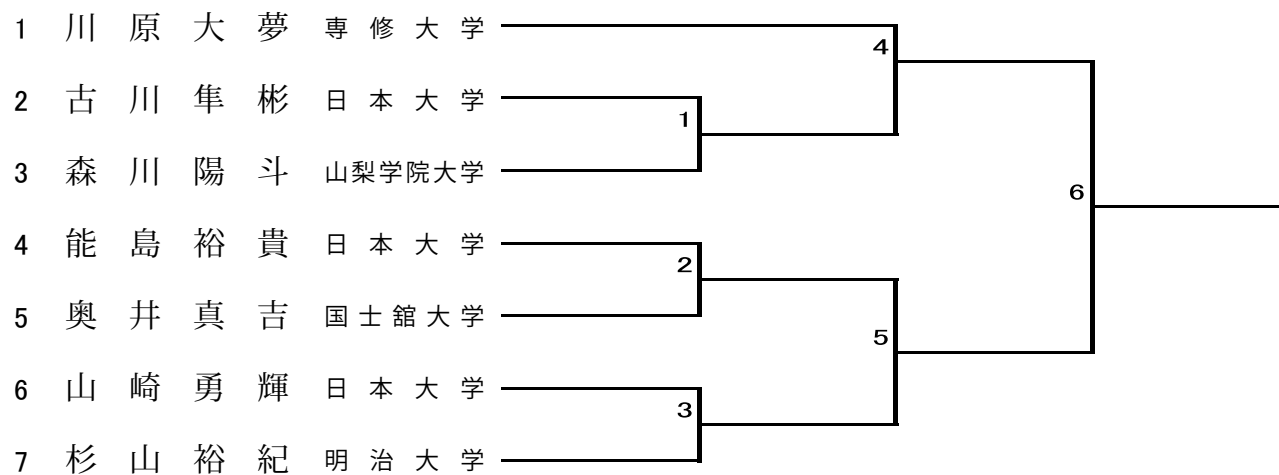 1 川原大夢 専修大学
4
2 古川隼彬 日本大学
1
3 森川陽斗 山梨学院大学
6
4 能島裕貴 日本大学
2
5 奥井真吉 国士舘大学
5
6 山崎勇輝 日本大学
3
7 杉山裕紀 明治大学